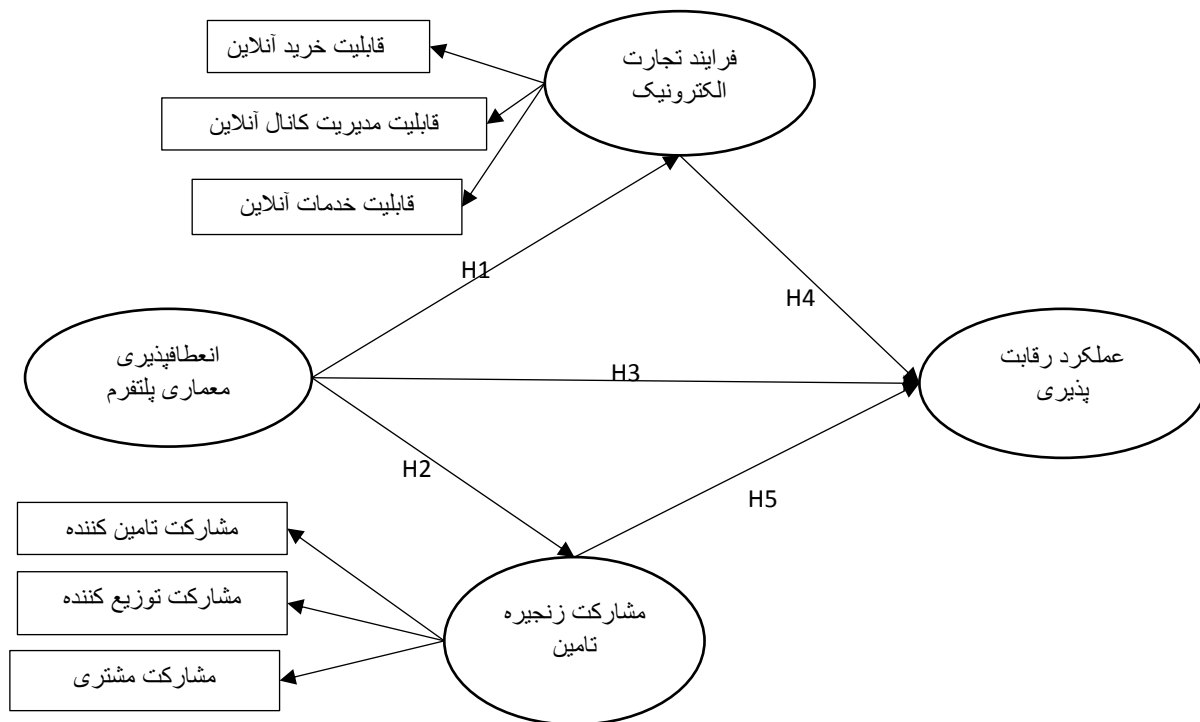 قابلیت خرید آنلاین
قابلیت مدیریت کانال آنلاین
قابلیت خدمات آنلاین
فرایند تجارت
الکترونیک
H1
H4
انعطافپذیری
معماری پلتفرم
H3
عملکرد رقابت
پذیری
H2
H5
مشارکت تامین کننده
مشارکت توزیع کننده
مشارکت مشتری
مشارکت زنجیره
تامین